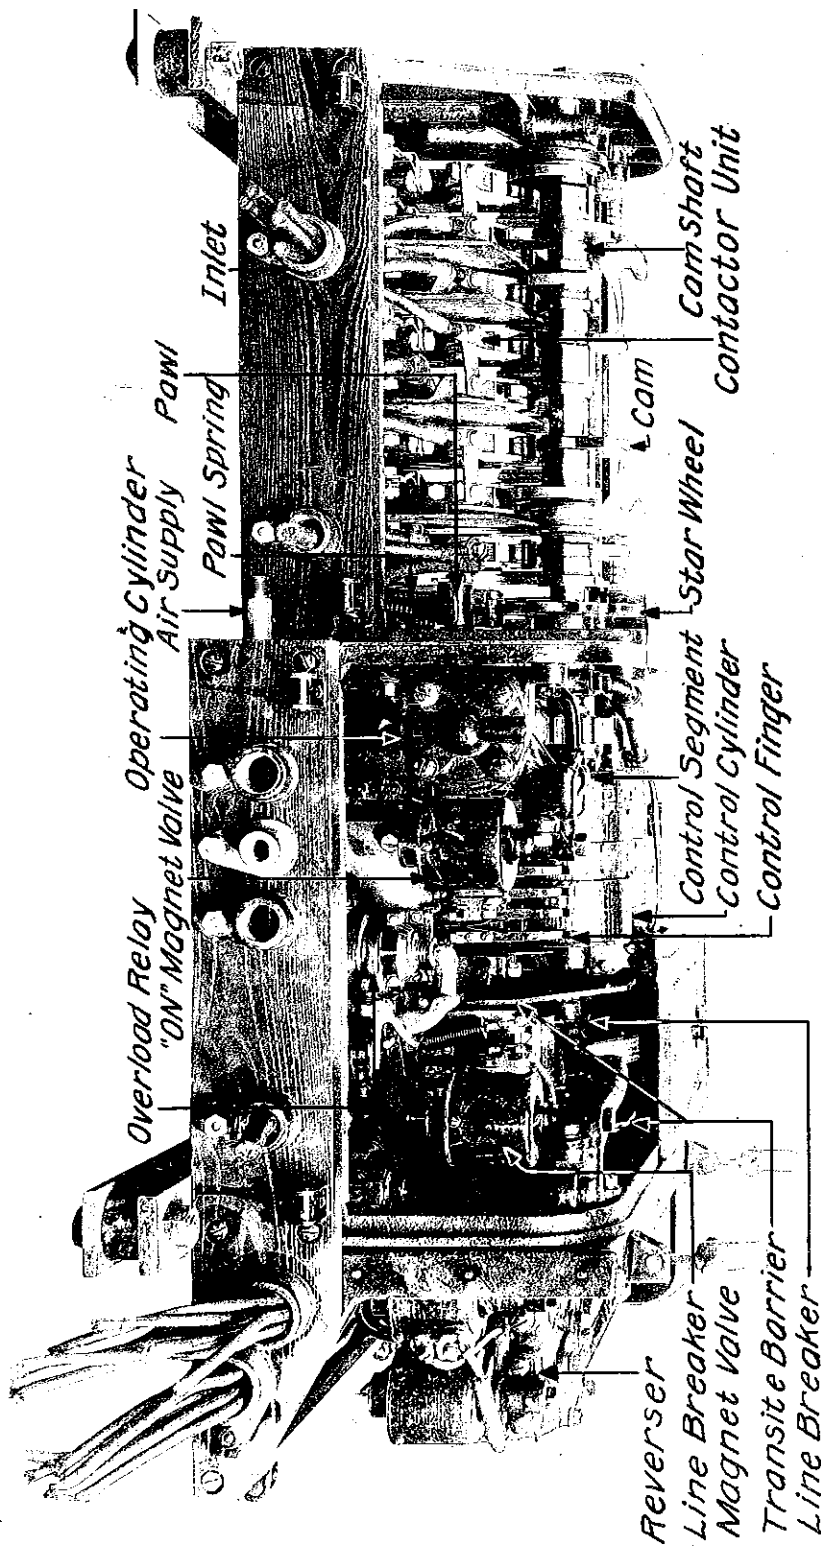 Overload Relay
"ON" Magnet Valve
Operating Cylinder
Air Supply
Pawl Spring
Pawl
Inlet
Reverser
Line Breaker
Magnet Valve
Transite Barrier
Line Breaker
Control Segment
Control Cylinder
Control Finger
Star Wheel
Cam
Cam Shaft
Contactor Unit